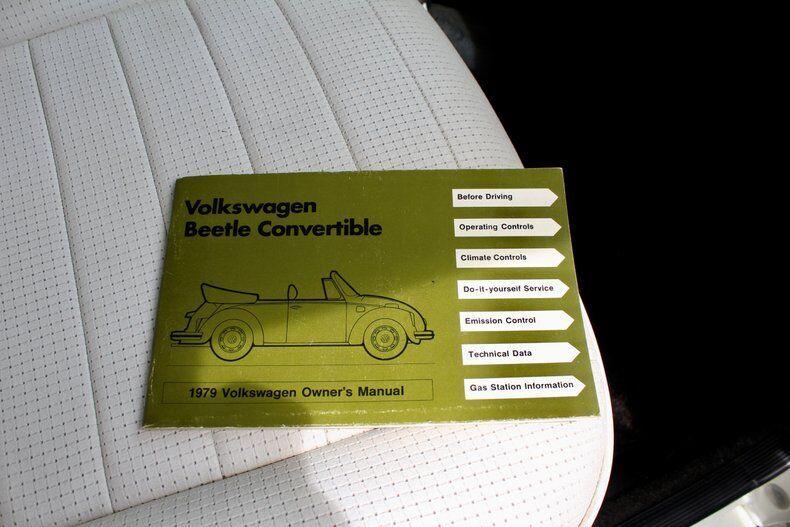 Volkswagen
Beetle Convertible
1979 Volkswagen Owner's Manual
Before Driving
Operating Controls
Climate Controls
Do-it-yourself Service
Emission Control
Technical Data
Gas Station Information